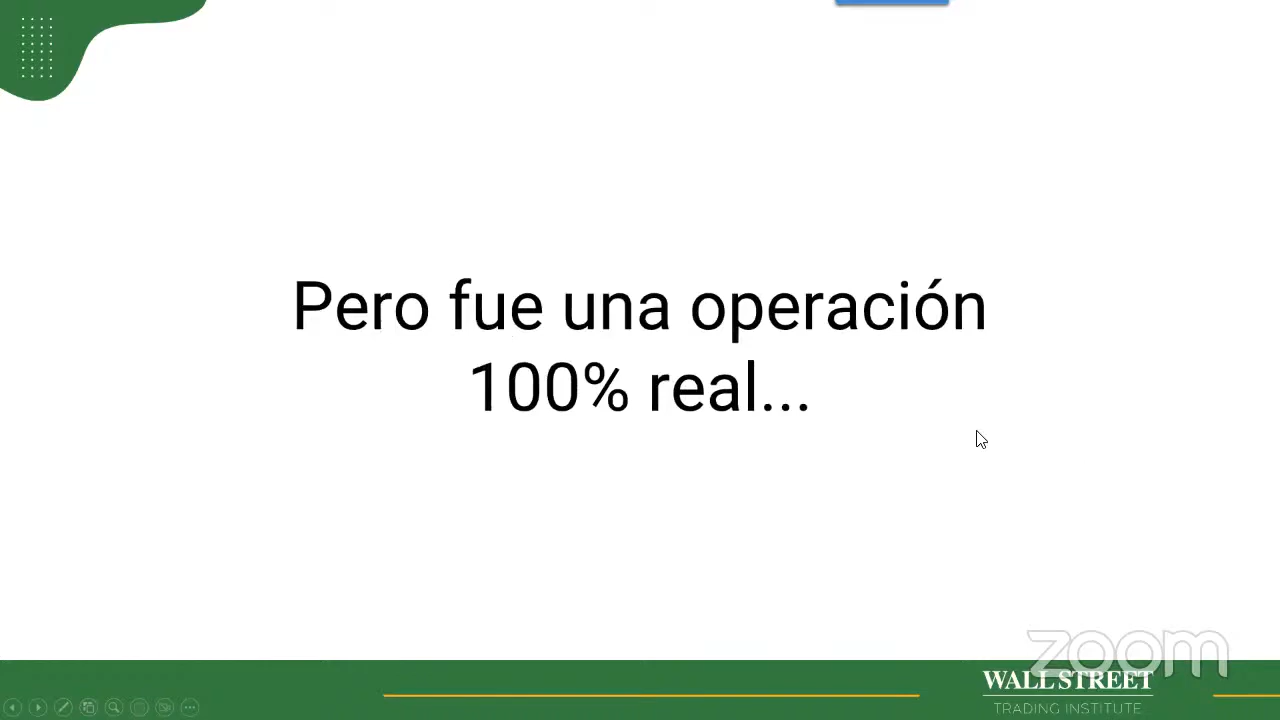 Pero fue una operación
100% real...
zoom
WALL STREET
TRADING INSTITUTE